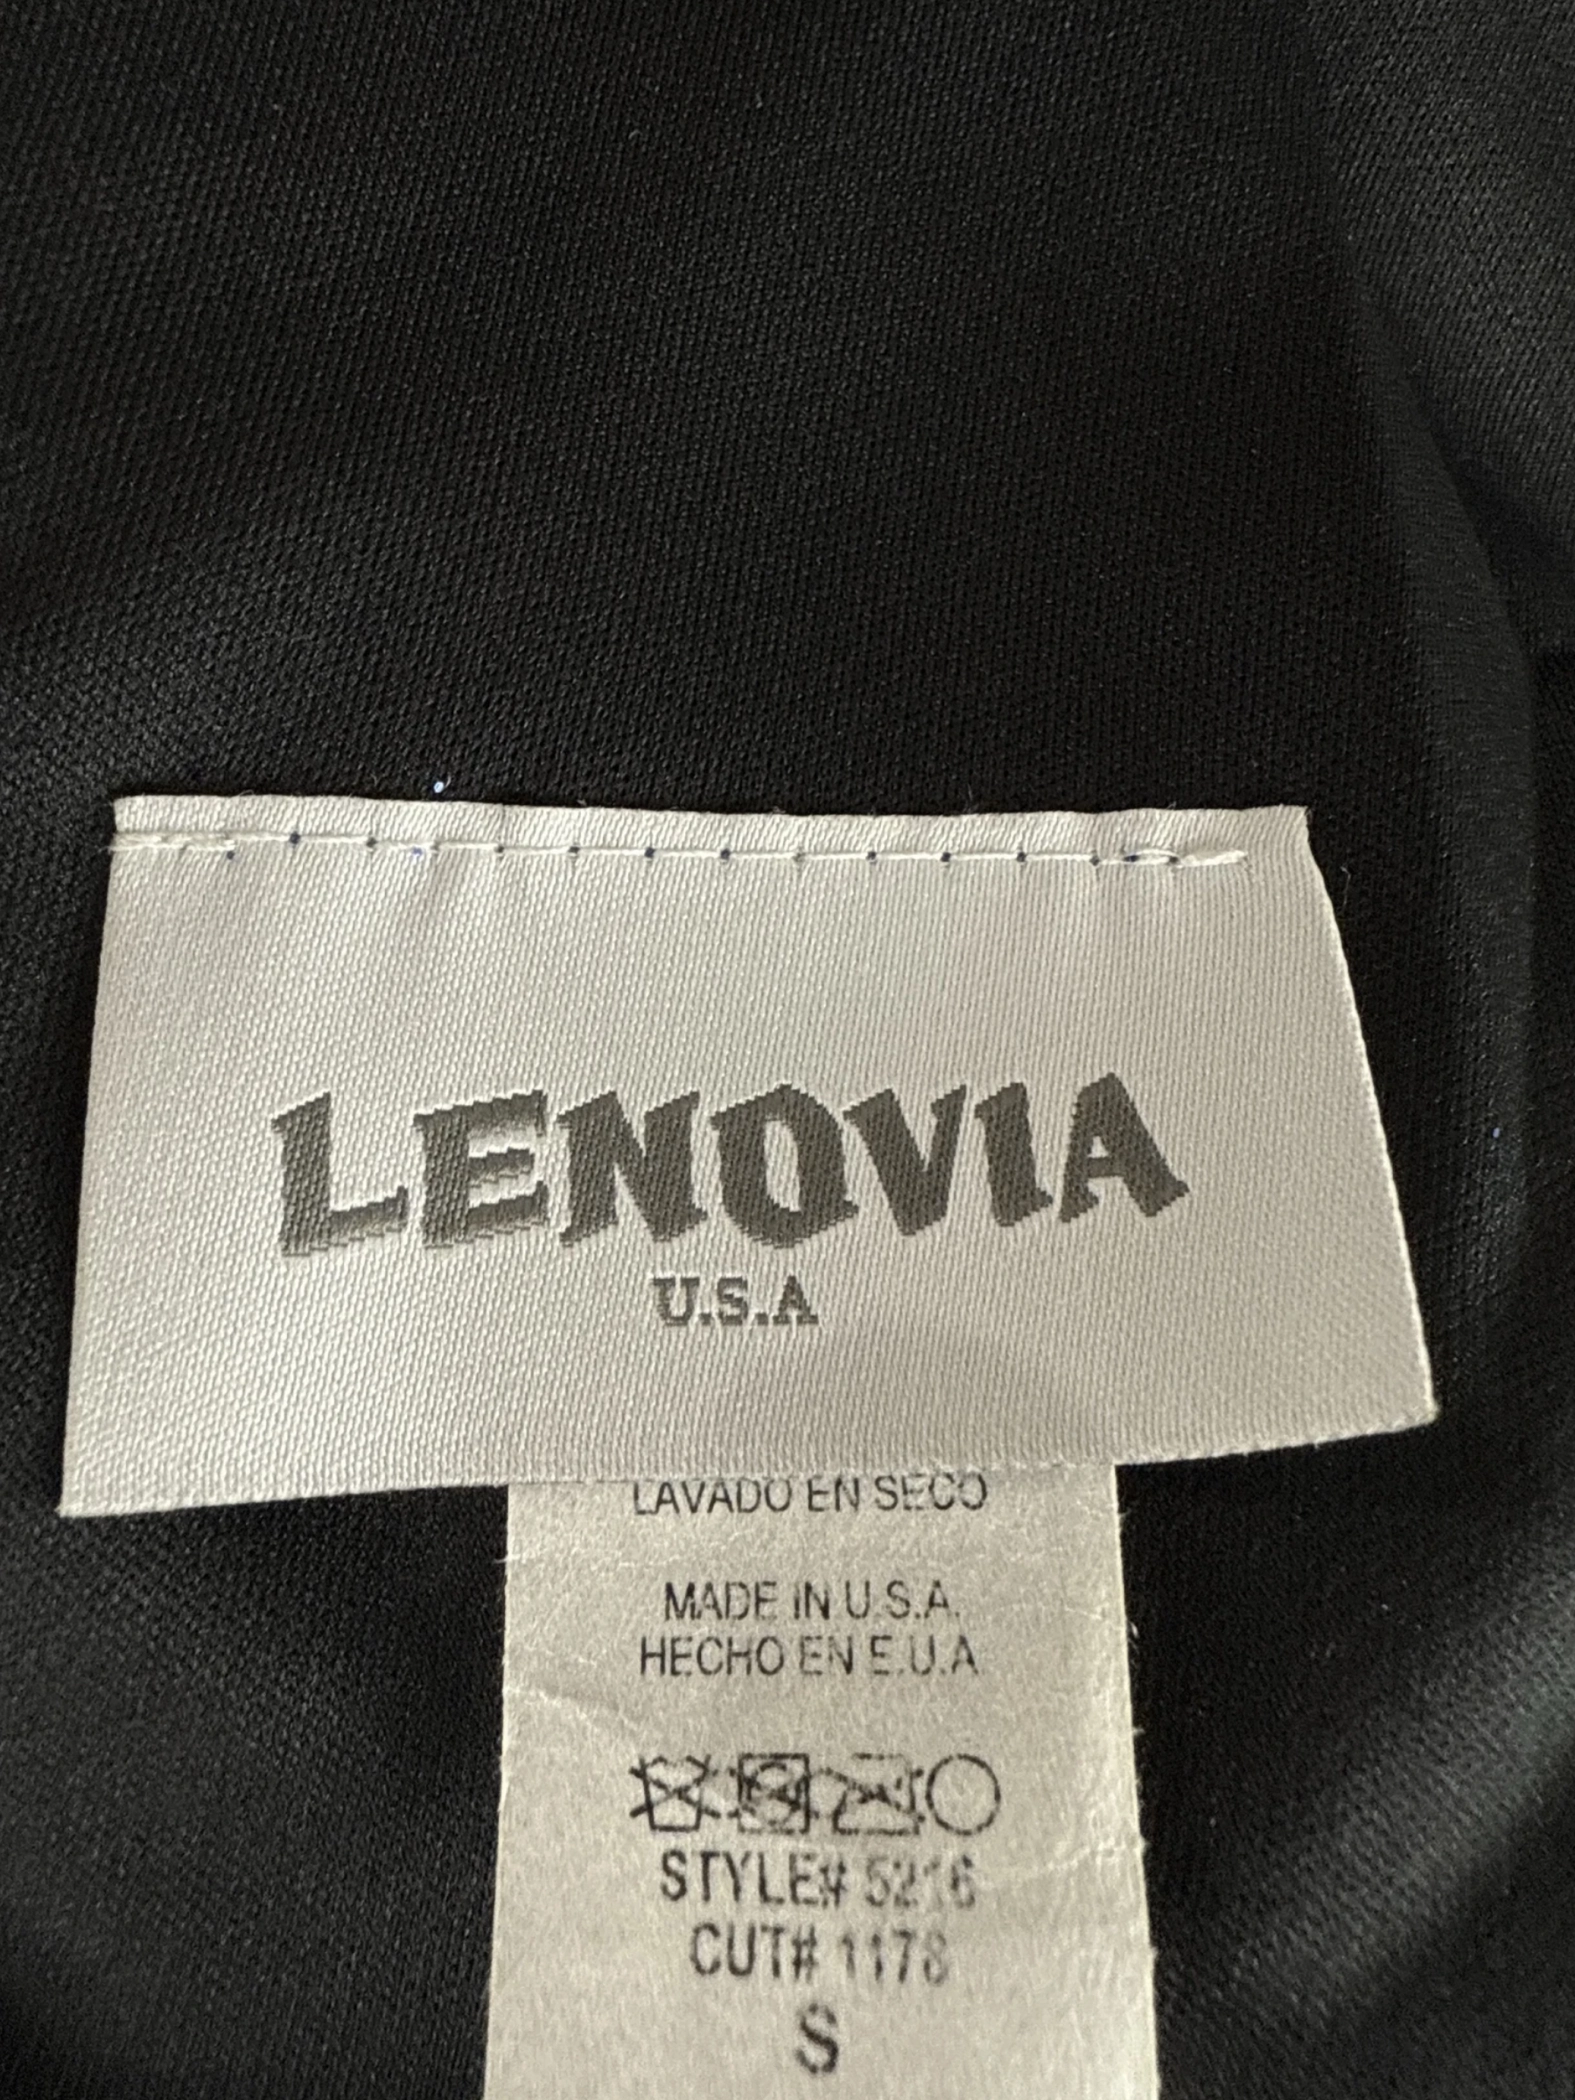 LENOVIA
U.S.A
LAVADO EN SECO
MADE IN U.S.A.
HECHO EN E.U.A
STYLE# 5216
CUT# 1178
S